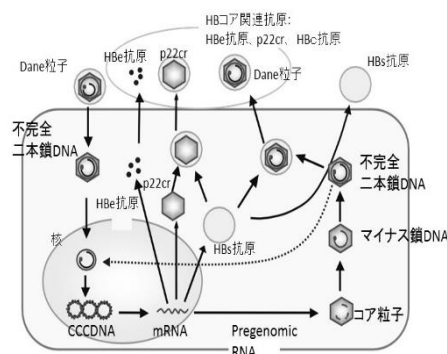 HBコア関連抗原:
HBe抗原、p22cr、 HBc抗原
Dane粒子
HBe抗原
p22cr
Dane粒子
HBs抗原
不完全
二本鎖DNA
HBe抗原
p22cr
不完全
二本鎖DNA
核
HBs抗原
マイナス鎖DNA
CCCDNA
mRNA
Pregenomic
RNA
コア粒子